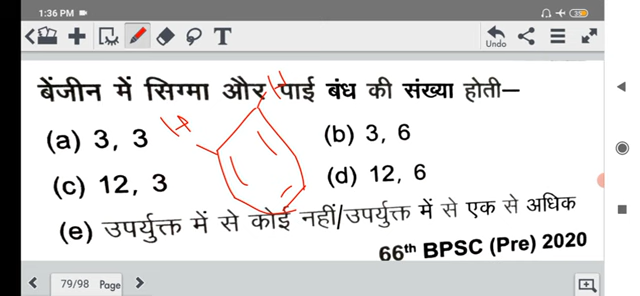 1:36 PM
35
T
Undo
बेंजीन में सिग्मा और पाई बंध की संख्या होती—
H
H
(a) 3, 3 (b) 3, 6
(c) 12, 3 (d) 12, 6
(e) उपर्युक्त में से कोई नहीं/उपर्युक्त में से एक से अधिक
66th BPSC (Pre) 2020
79/98 Page